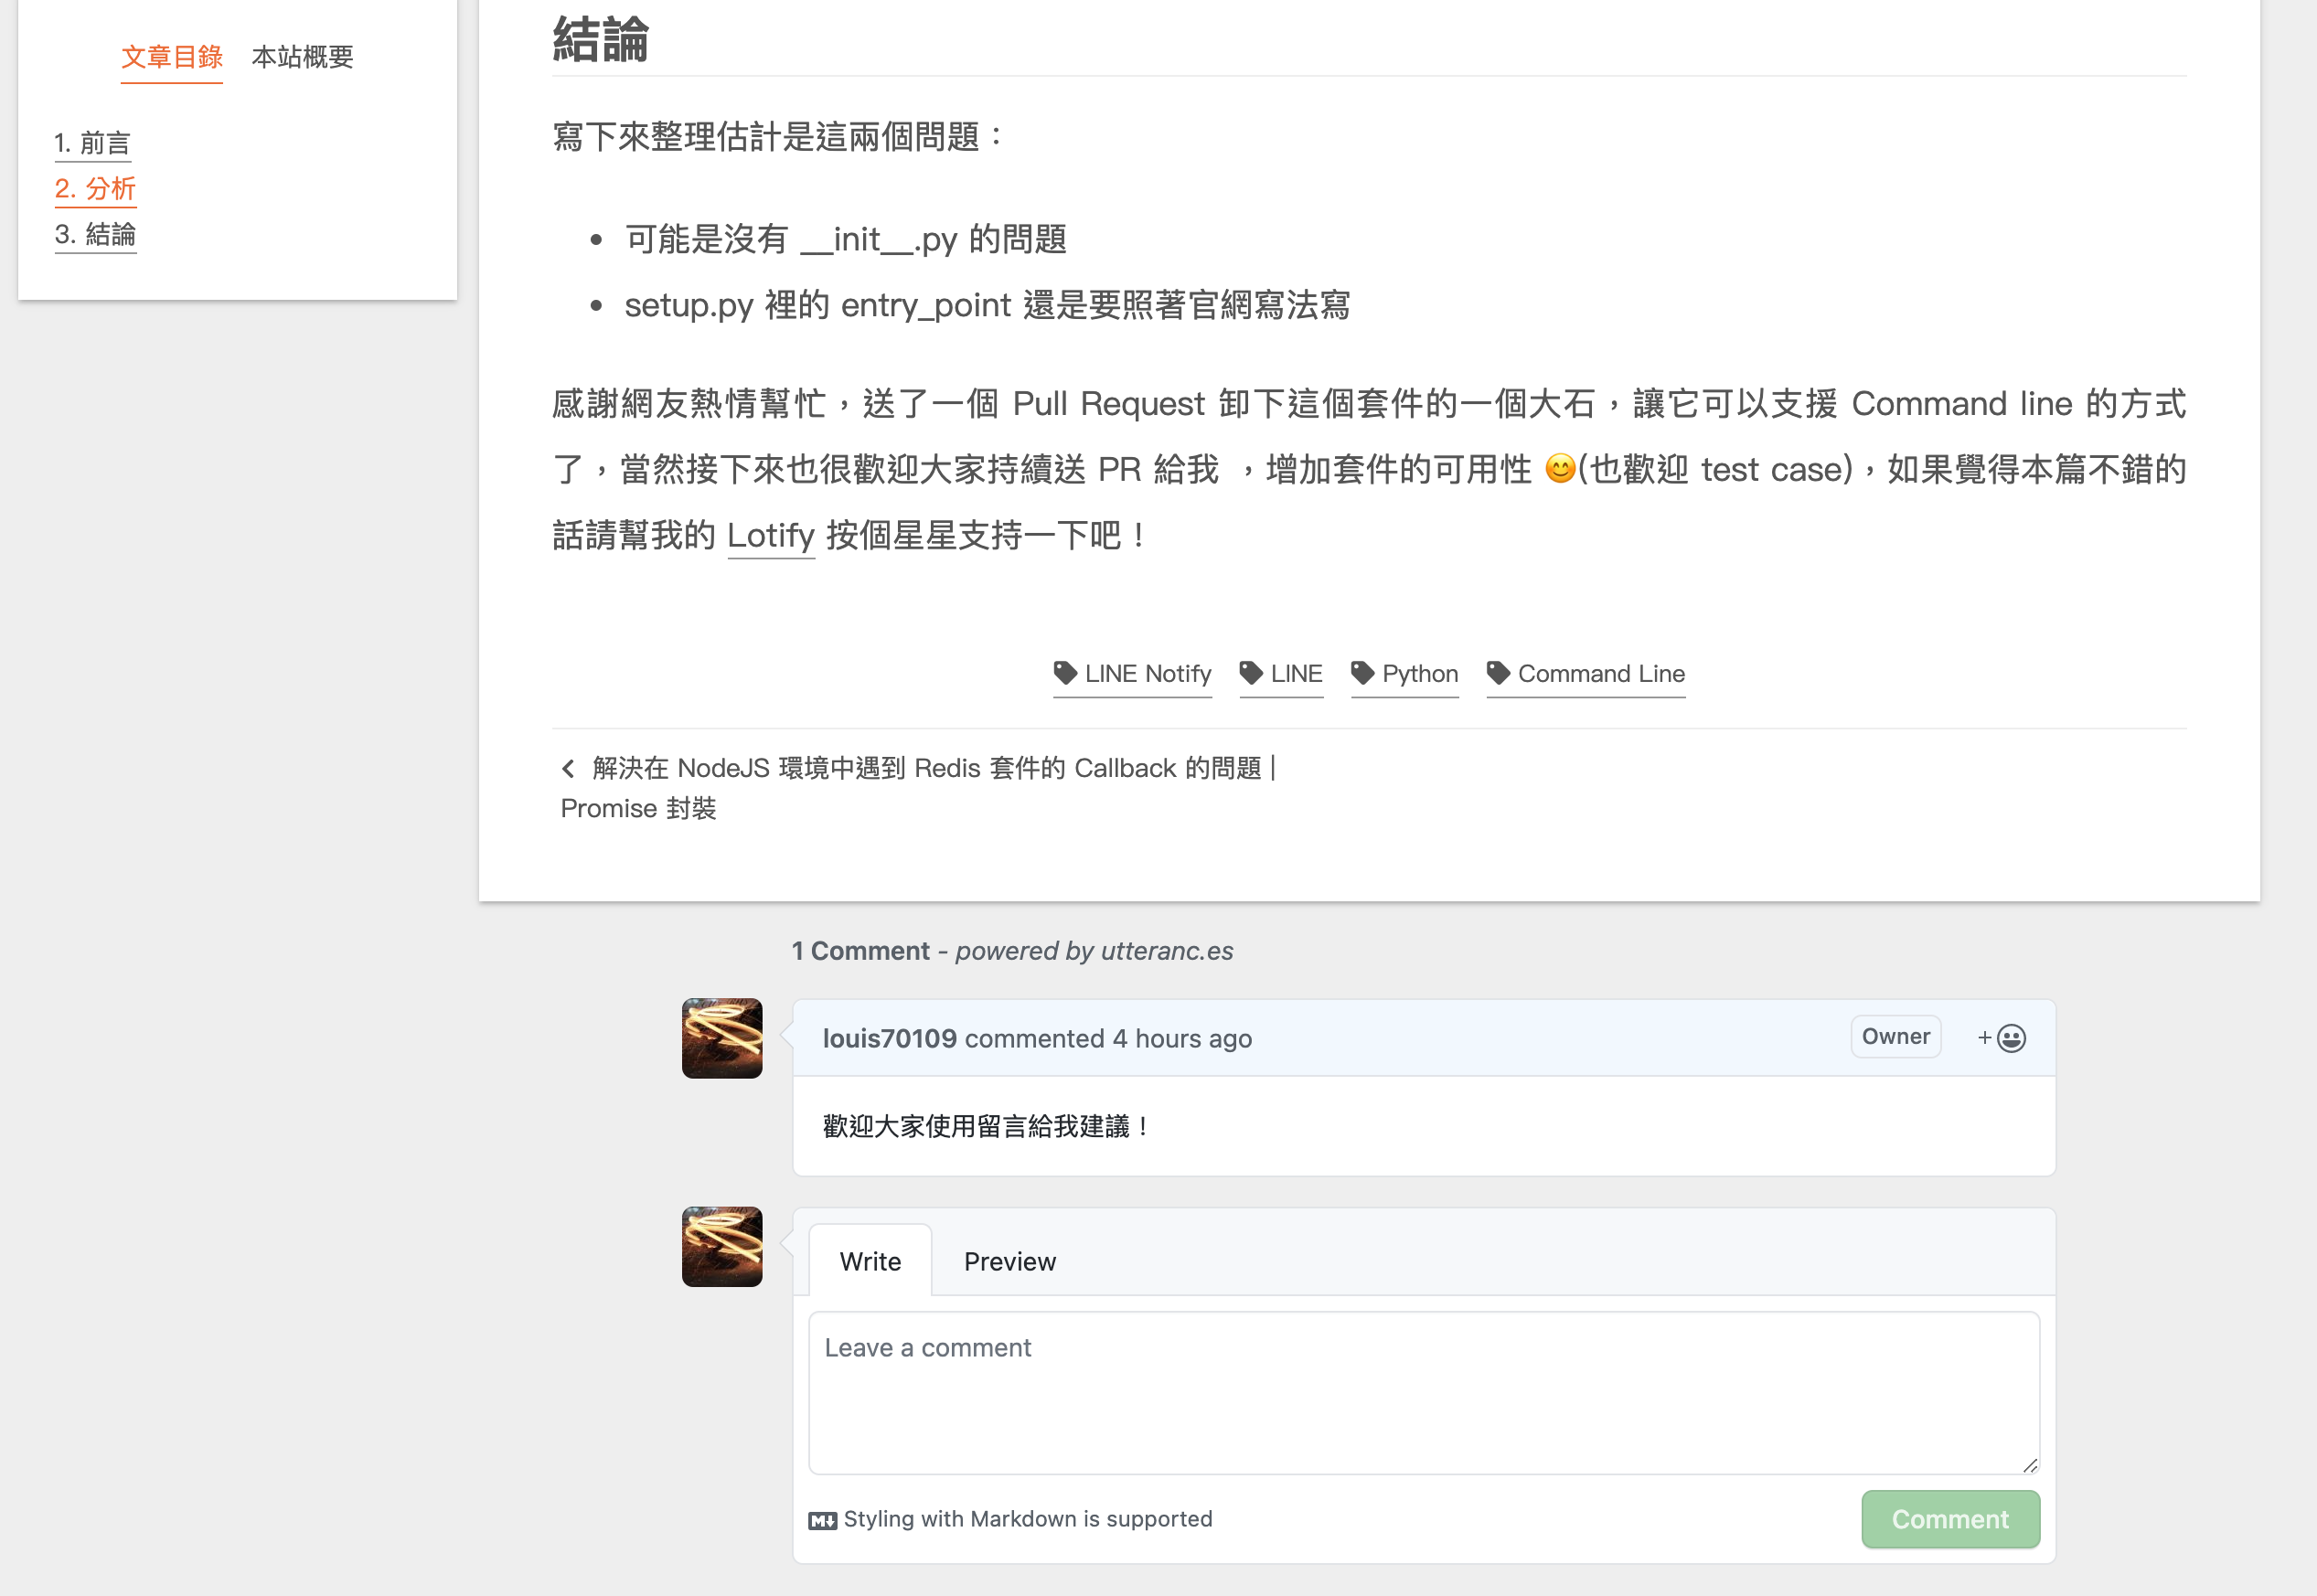 文章目錄 本站概要
1. 前言
2. 分析
3. 結論
結論
寫下來整理估計是這兩個問題：
• 可能是沒有 __init__.py 的問題
• setup.py 裡的 entry_point 還是要照著官網寫法寫
感謝網友熱情幫忙，送了一個 Pull Request 卸下這個套件的一個大石，讓它可以支援 Command line 的方式
了，當然接下來也很歡迎大家持續送 PR 給我 ，增加套件的可用性 😊(也歡迎 test case)，如果覺得本篇不錯的
話請幫我的 Lotify 按個星星支持一下吧！
LINE Notify LINE Python Command Line
解決在 NodeJS 環境中遇到 Redis 套件的 Callback 的問題 |
Promise 封裝
1 Comment - powered by utteranc.es
louis70109 commented 4 hours ago Owner +
歡迎大家使用留言給我建議！
Write Preview
Leave a comment
M Styling with Markdown is supported Comment